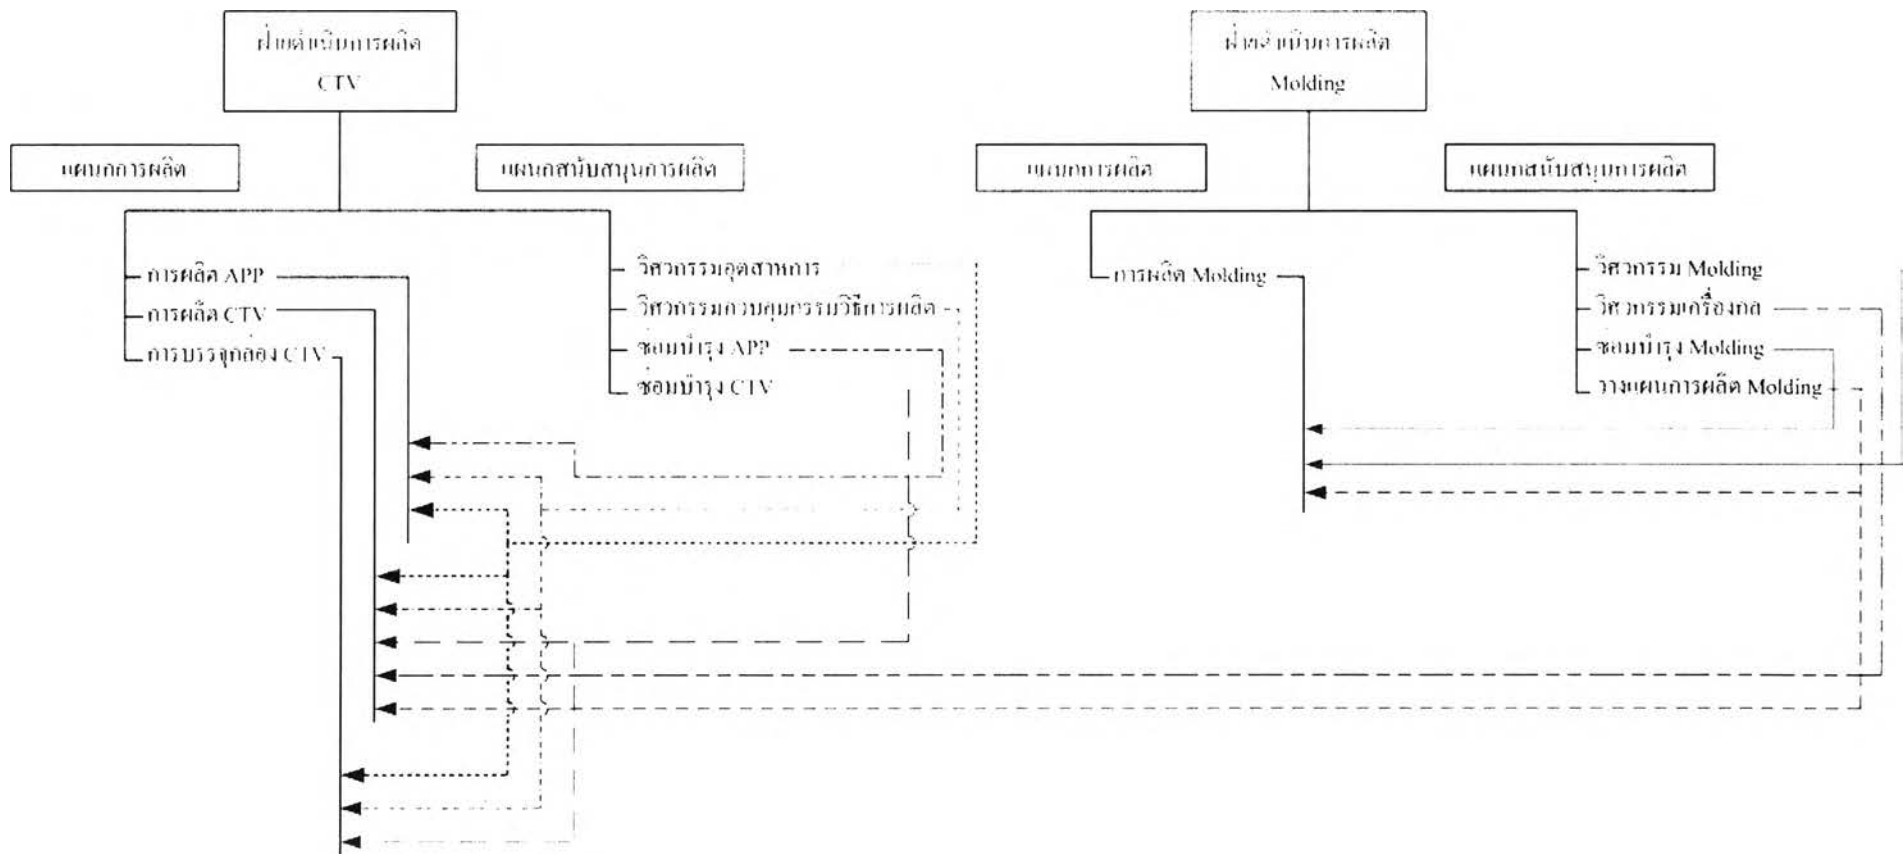 ฝ่ายดำเนินการผลิต
CTV
แผนกการผลิต
แผนกสนับสนุนการผลิต
การผลิต APP
การผลิต CTV
การบรรจุกล่อง CTV
วิศวกรรมอุตสาหการ
วิศวกรรมควบคุมกรรมวิธีการผลิต
ซ่อมบำรุง APP
ซ่อมบำรุง CTV
ฝ่ายดำเนินการผลิต
Molding
แผนกการผลิต
แผนกสนับสนุนการผลิต
การผลิต Molding
วิศวกรรม Molding
วิศวกรรมเครื่องกล
ซ่อมบำรุง Molding
วางแผนการผลิต Molding